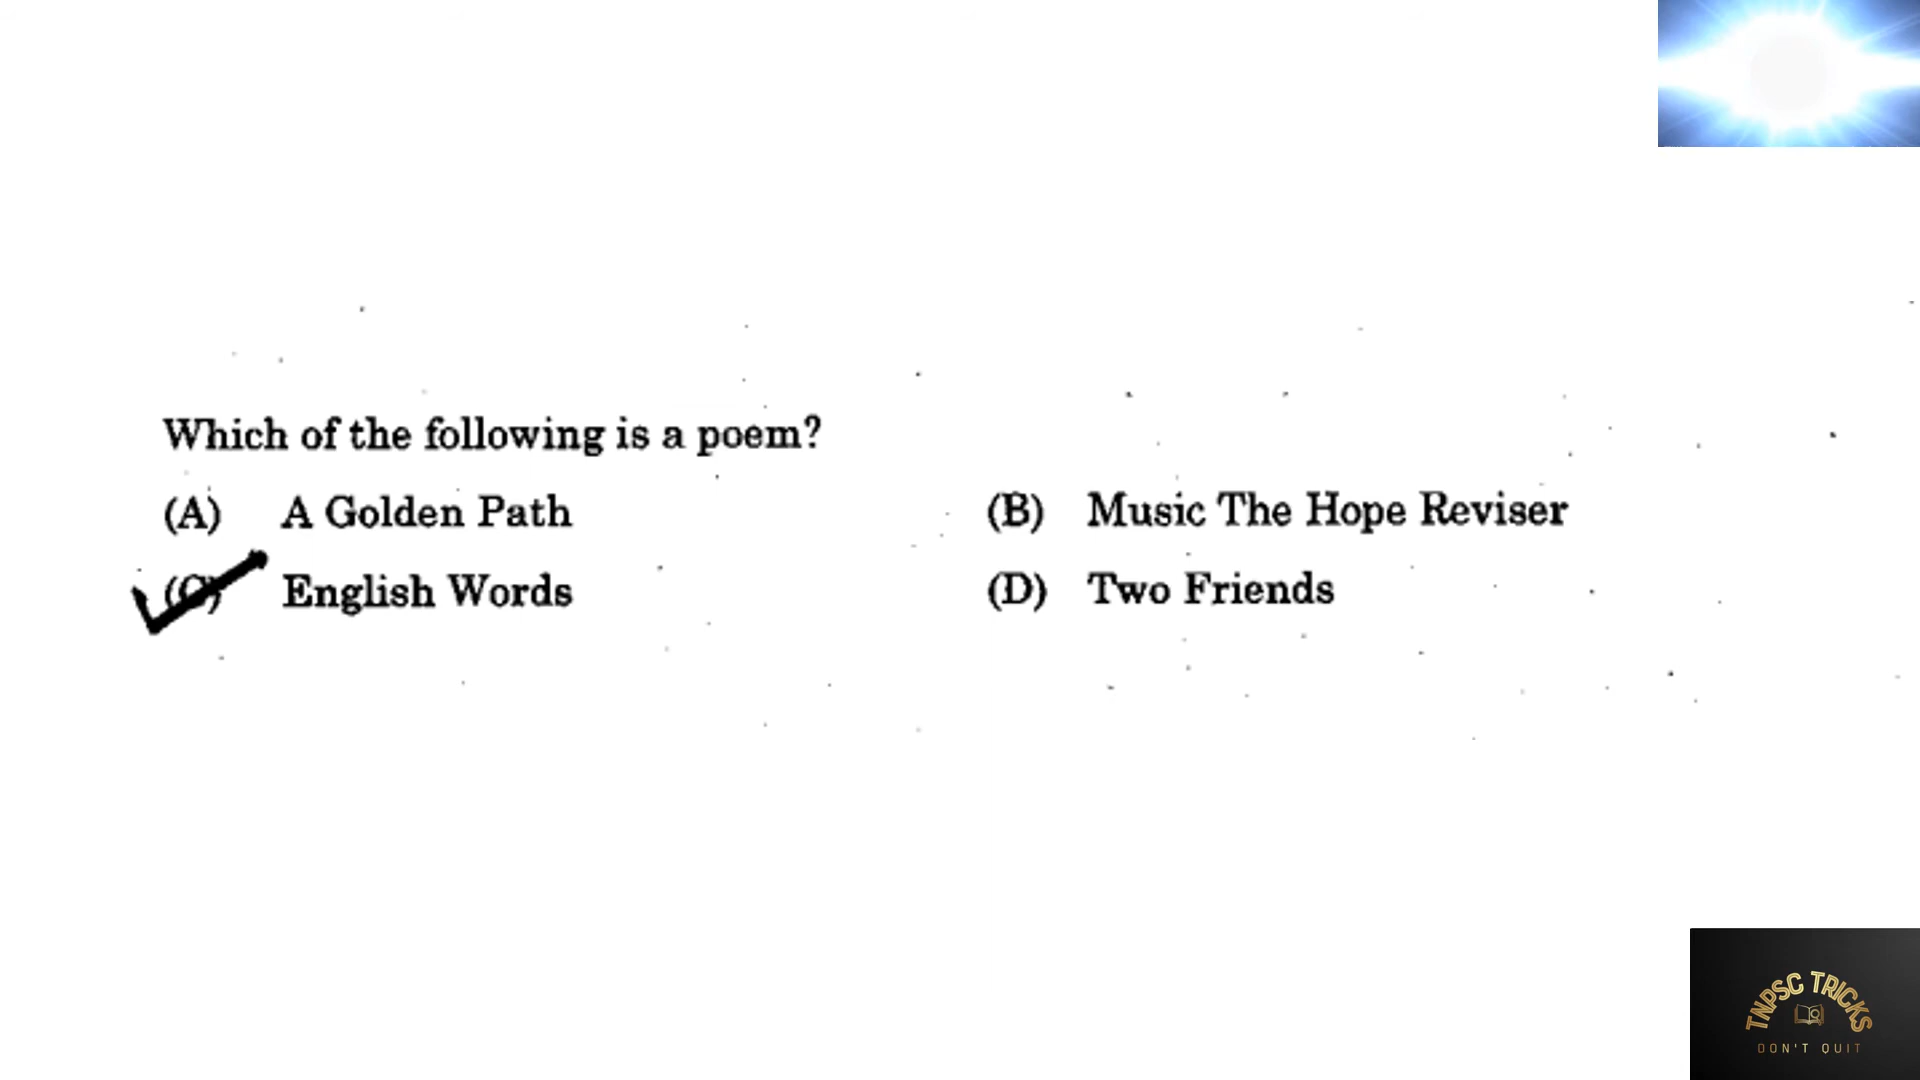 Which of the following is a poem?
(A) A Golden Path
(B) Music The Hope Reviser
(C) English Words
(D) Two Friends
TNPSC TRICKS
DON'T QUIT